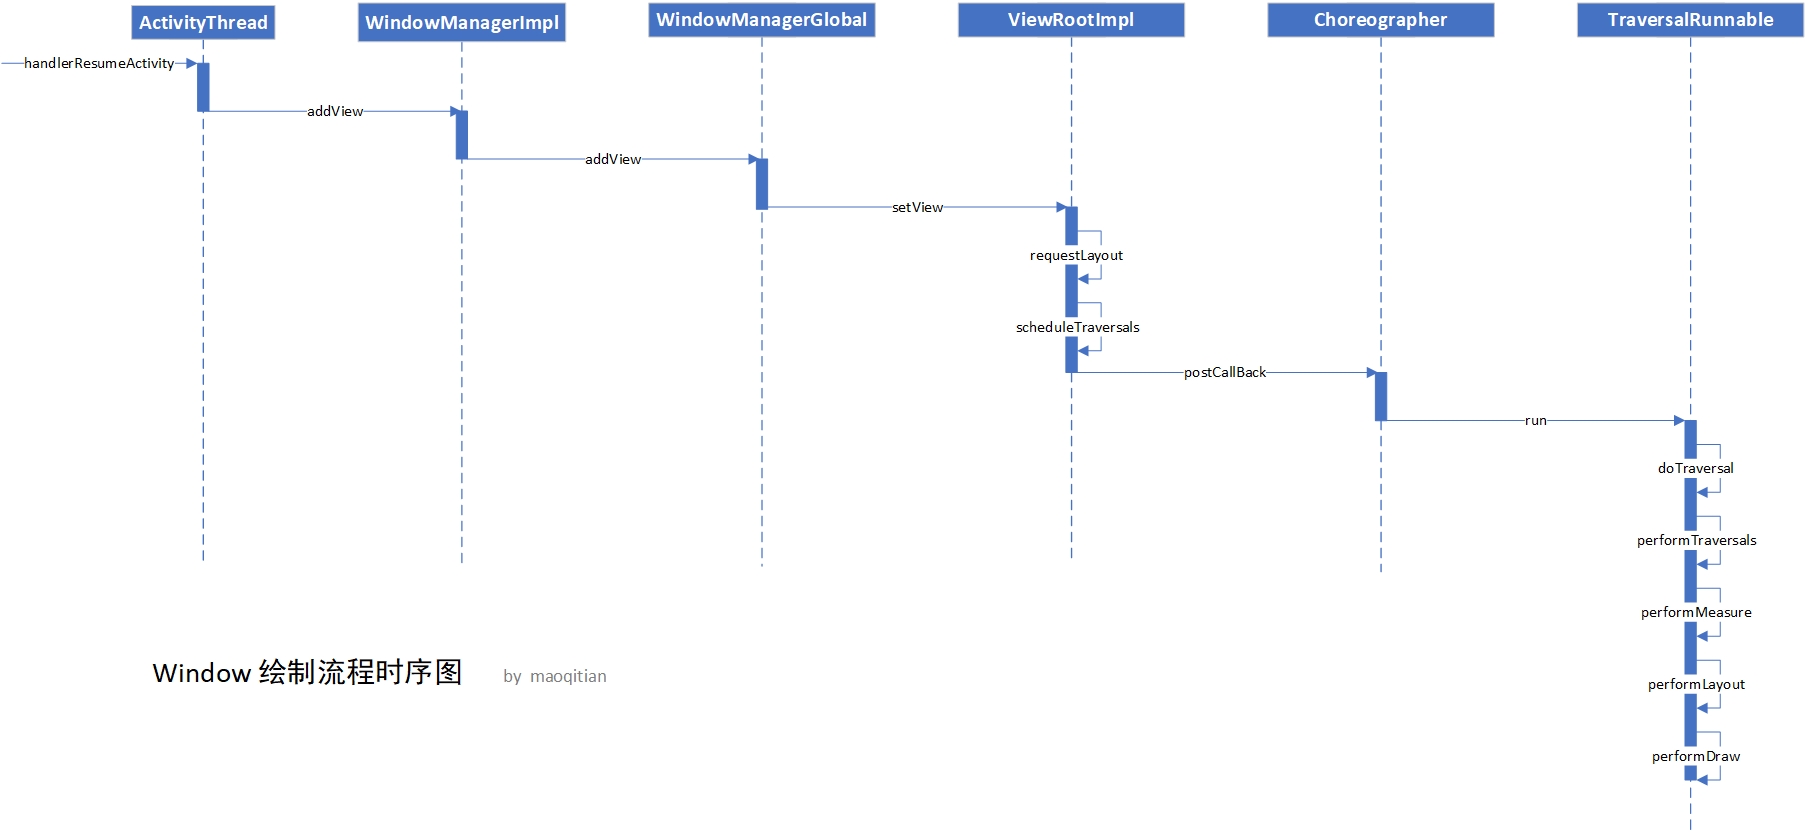 ActivityThread
WindowManagerImpl
WindowManagerGlobal
ViewRootImpl
Choreographer
TraversalRunnable
handlerResumeActivity
addView
addView
setView
requestLayout
scheduleTraversals
postCallBack
run
doTraversal
performTraversals
performMeasure
performLayout
performDraw
Window 绘制流程时序图 by maoqitian